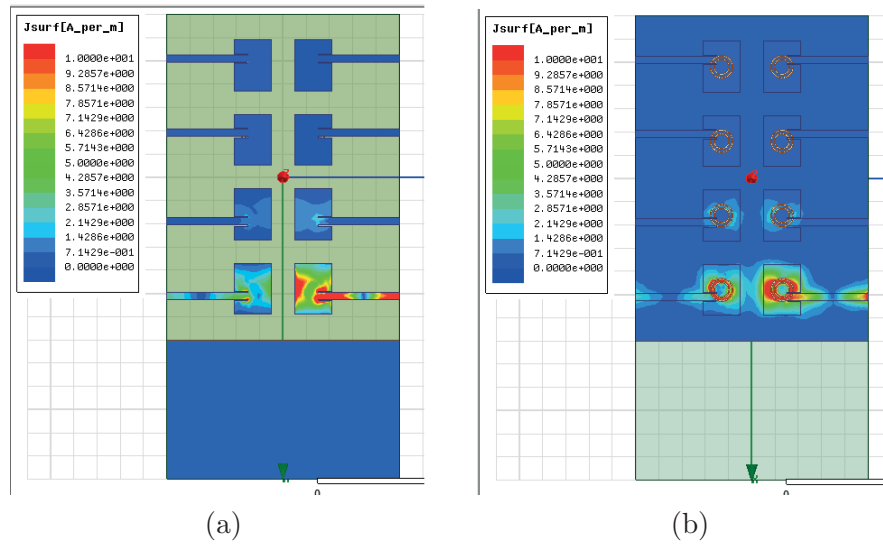 Jsurf[A_per_m]
1.0000e+001
9.2857e+000
8.5714e+000
7.8571e+000
7.1429e+000
6.4286e+000
5.7143e+000
5.0000e+000
4.2857e+000
3.5714e+000
2.8571e+000
2.1429e+000
1.4286e+000
7.1429e-001
0.0000e+000
0
(a)
Jsurf[A_per_m]
1.0000e+001
9.2857e+000
8.5714e+000
7.8571e+000
7.1429e+000
6.4286e+000
5.7143e+000
5.0000e+000
4.2857e+000
3.5714e+000
2.8571e+000
2.1429e+000
1.4286e+000
7.1429e-001
0.0000e+000
0
(b)